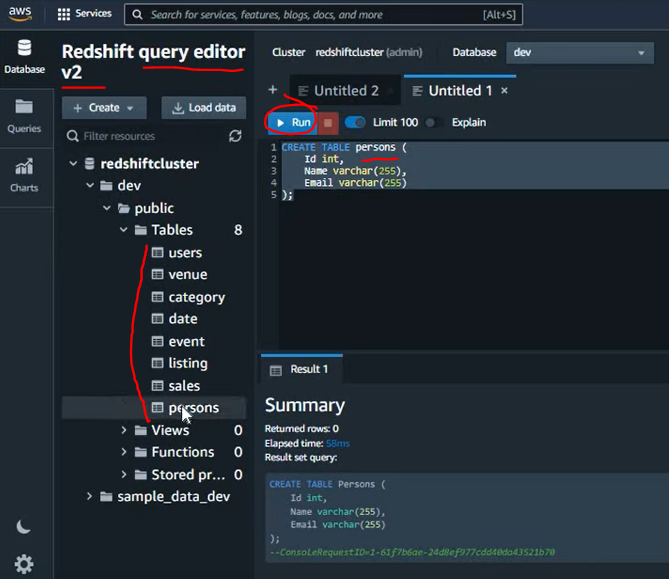 aws
Services
Search for services, features, blogs, docs, and more
[Alt+S]
Database
Queries
Charts
Redshift query editor
v2
+ Create
Load data
Filter resources
redshiftcluster
dev
public
Tables 8
users
venue
category
date
event
listing
sales
persons
Views 0
Functions 0
Stored pr... 0
sample_data_dev
Cluster redshiftcluster (admin) Database dev
+ Untitled 2 Untitled 1 ×
Run Limit 100 Explain
1 CREATE TABLE persons (
2 Id int,
3 Name varchar(255),
4 Email varchar(255)
5 );
Result 1
Summary
Returned rows: 0
Elapsed time: 58ms
Result set query:
CREATE TABLE Persons (
Id int,
Name varchar(255),
Email varchar(255)
);
--ConsoleRequestID=1-61f7b6ae-24d8ef977cdd40da43521b70